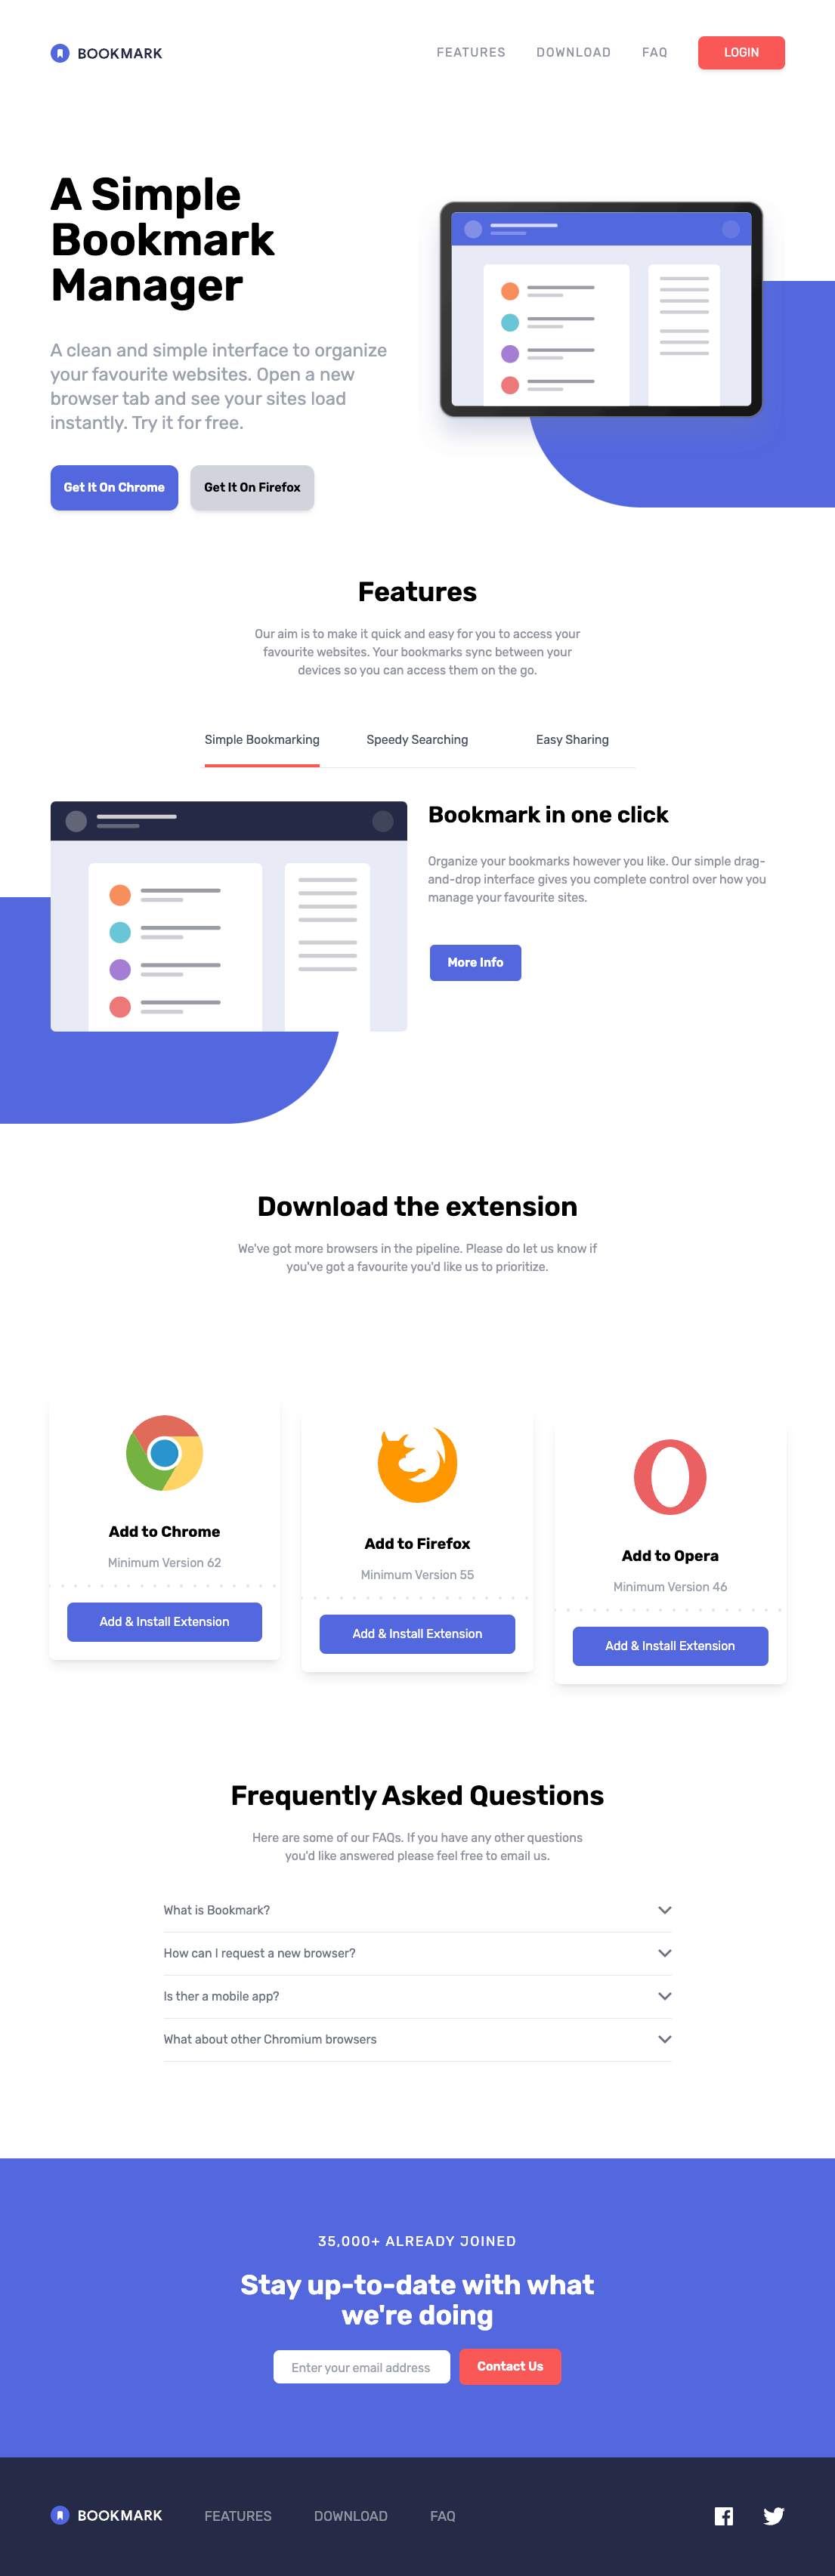 BOOKMARK
FEATURES
DOWNLOAD
FAQ
LOGIN
A Simple
Bookmark
Manager
A clean and simple interface to organize
your favourite websites. Open a new
browser tab and see your sites load
instantly. Try it for free.
Get It On Chrome
Get It On Firefox
Features
Our aim is to make it quick and easy for you to access your
favourite websites. Your bookmarks sync between your
devices so you can access them on the go.
Simple Bookmarking
Speedy Searching
Easy Sharing
Bookmark in one click
Organize your bookmarks however you like. Our simple drag-
and-drop interface gives you complete control over how you
manage your favourite sites.
More Info
Download the extension
We've got more browsers in the pipeline. Please do let us know if
you've got a favourite you'd like us to prioritize.
Add to Chrome
Minimum Version 62
Add & Install Extension
Add to Firefox
Minimum Version 55
Add & Install Extension
Add to Opera
Minimum Version 46
Add & Install Extension
Frequently Asked Questions
Here are some of our FAQs. If you have any other questions
you'd like answered please feel free to email us.
What is Bookmark?
How can I request a new browser?
Is ther a mobile app?
What about other Chromium browsers
35,000+ ALREADY JOINED
Stay up-to-date with what
we're doing
Enter your email address
Contact Us
BOOKMARK
FEATURES
DOWNLOAD
FAQ